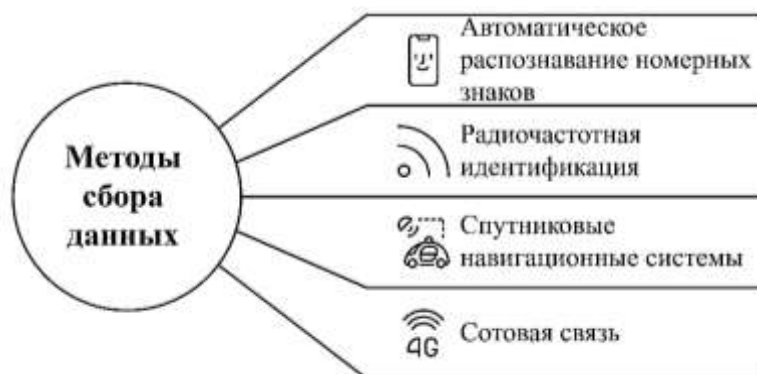 Методы
сбора
данных
Автоматическое
распознавание номерных
знаков
Радиочастотная
идентификация
Спутниковые
навигационные системы
4G
Сотовая связь